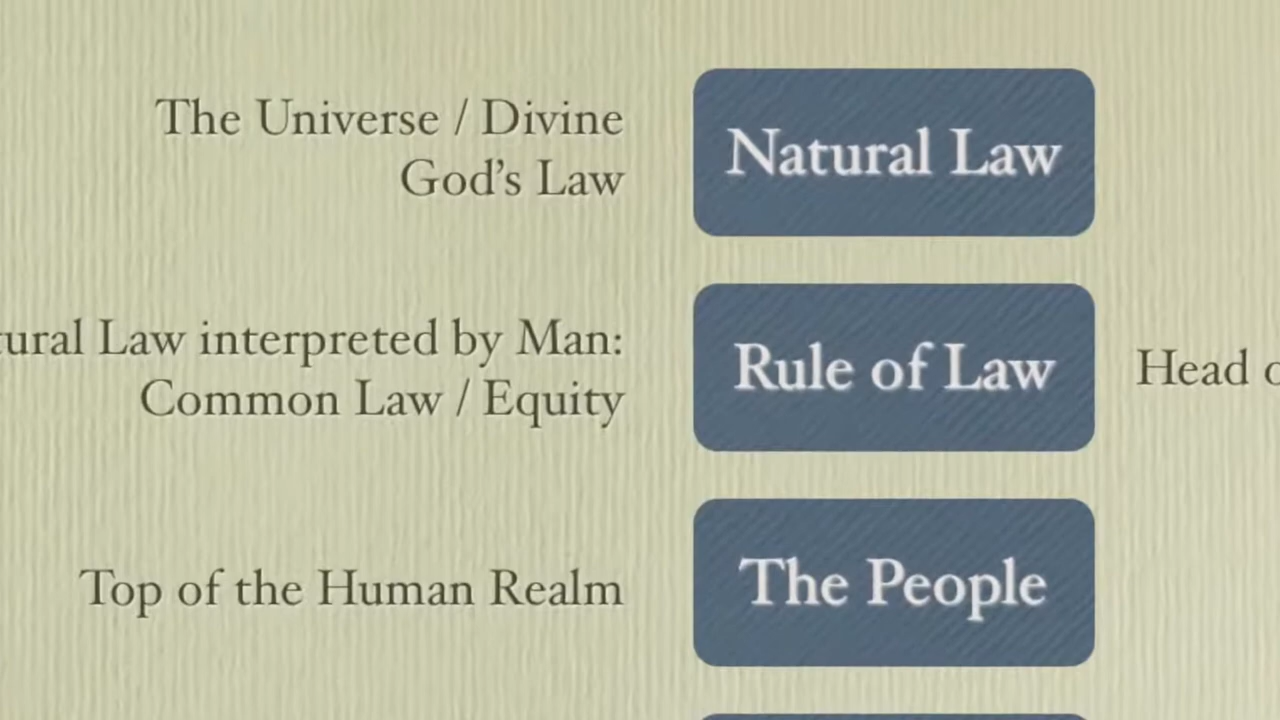 The Universe / Divine
God's Law
Natural Law
Law interpreted by Man:
Common Law / Equity
Rule of Law
Head
Top of the Human Realm
The People